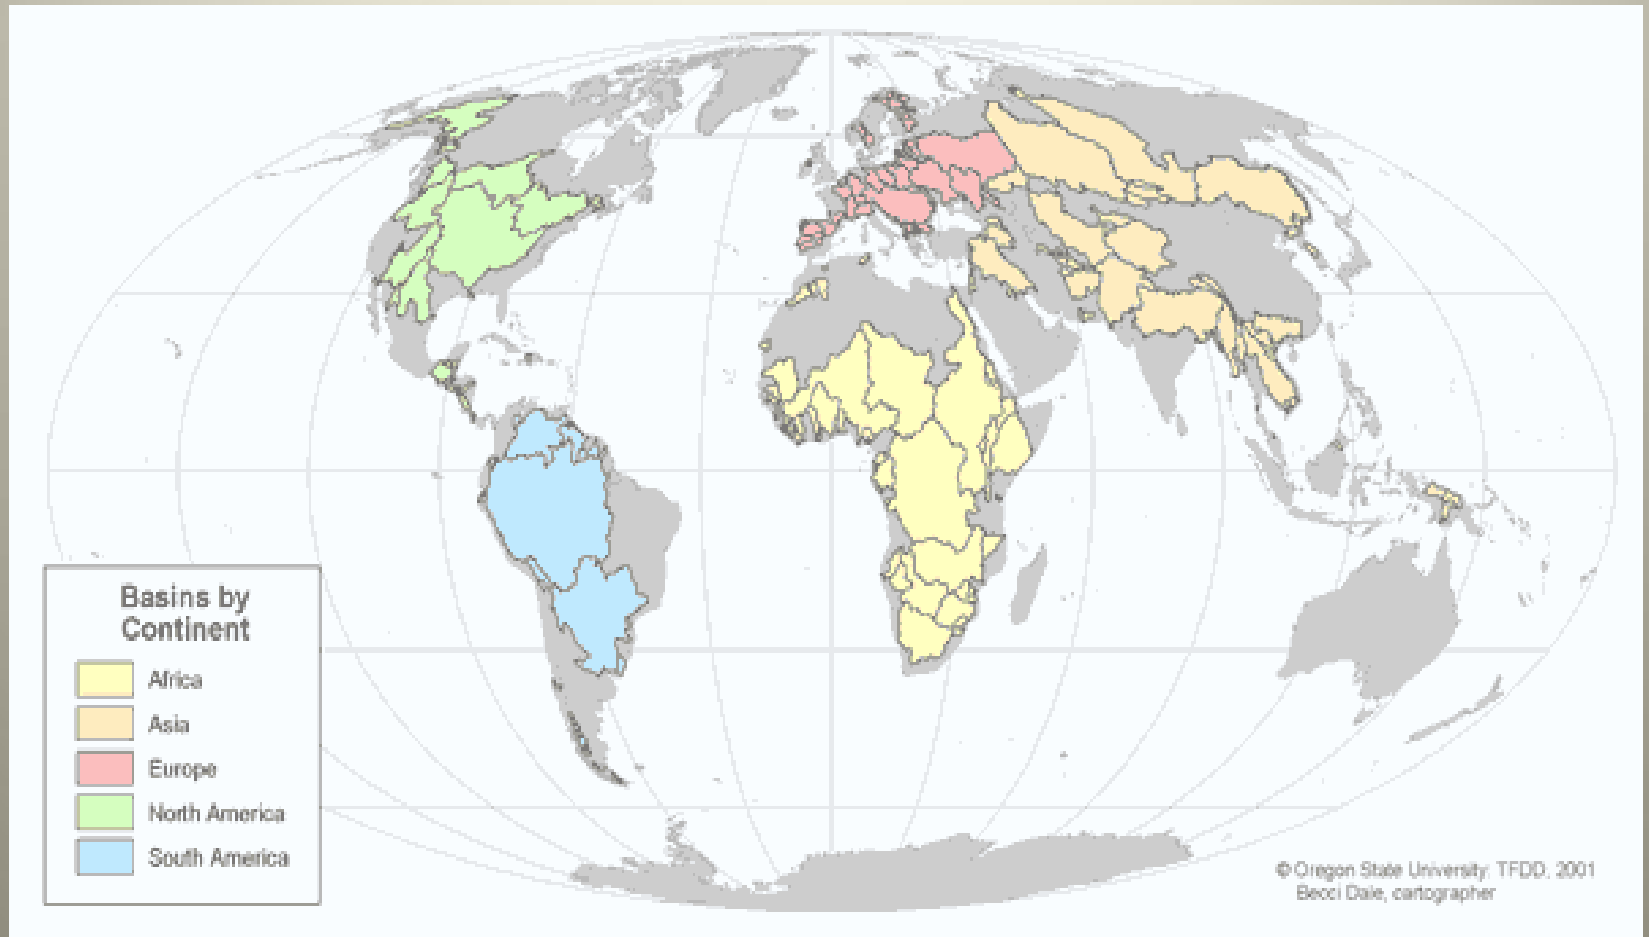 Basins by
Continent
Africa
Asia
Europe
North America
South America
© Oregon State University. TFDD, 2001
Becci Dale, cartographer